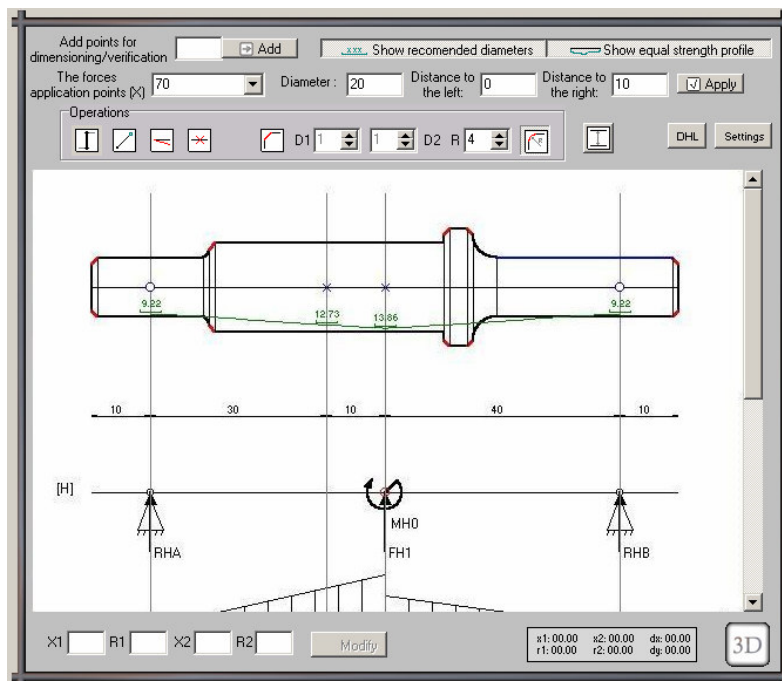 Add points for dimensioning/verification Add xxx Show recomended diameters Show equal strength profile
The forces application points (X) 70 Diameter : 20 Distance to the left: 0 Distance to the right: 10 Apply
Operations
D1 1 1 D2 R 4 R DHL Settings
9.22 12.73 13.86 9.22
10 30 10 40 10
[H]
MH0
RHA FH1 RHB
X1 R1 X2 R2 Modify
x1: 00.00 x2: 00.00 dx: 00.00
r1: 00.00 r2: 00.00 dy: 00.00
3D